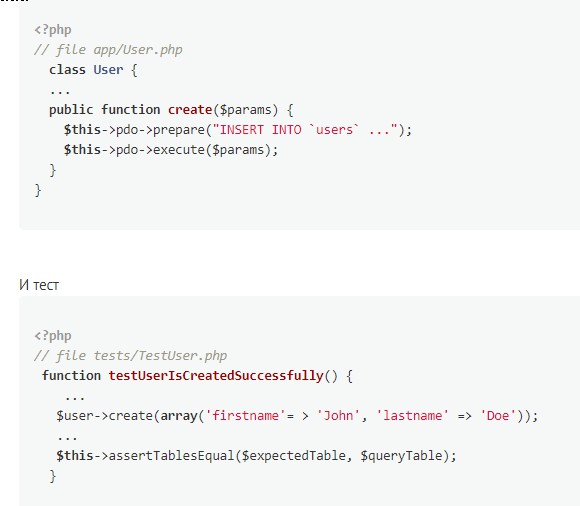 <?php
// file app/User.php
class User {
...
public function create($params) {
$this->pdo->prepare("INSERT INTO `users` ...");
$this->pdo->execute($params);
}
}
И тест
<?php
// file tests/TestUser.php
function testUserIsCreatedSuccessfully() {
...
$user->create(array('firstname'= > 'John', 'lastname' => 'Doe'));
...
$this->assertTablesEqual($expectedTable, $queryTable);
}